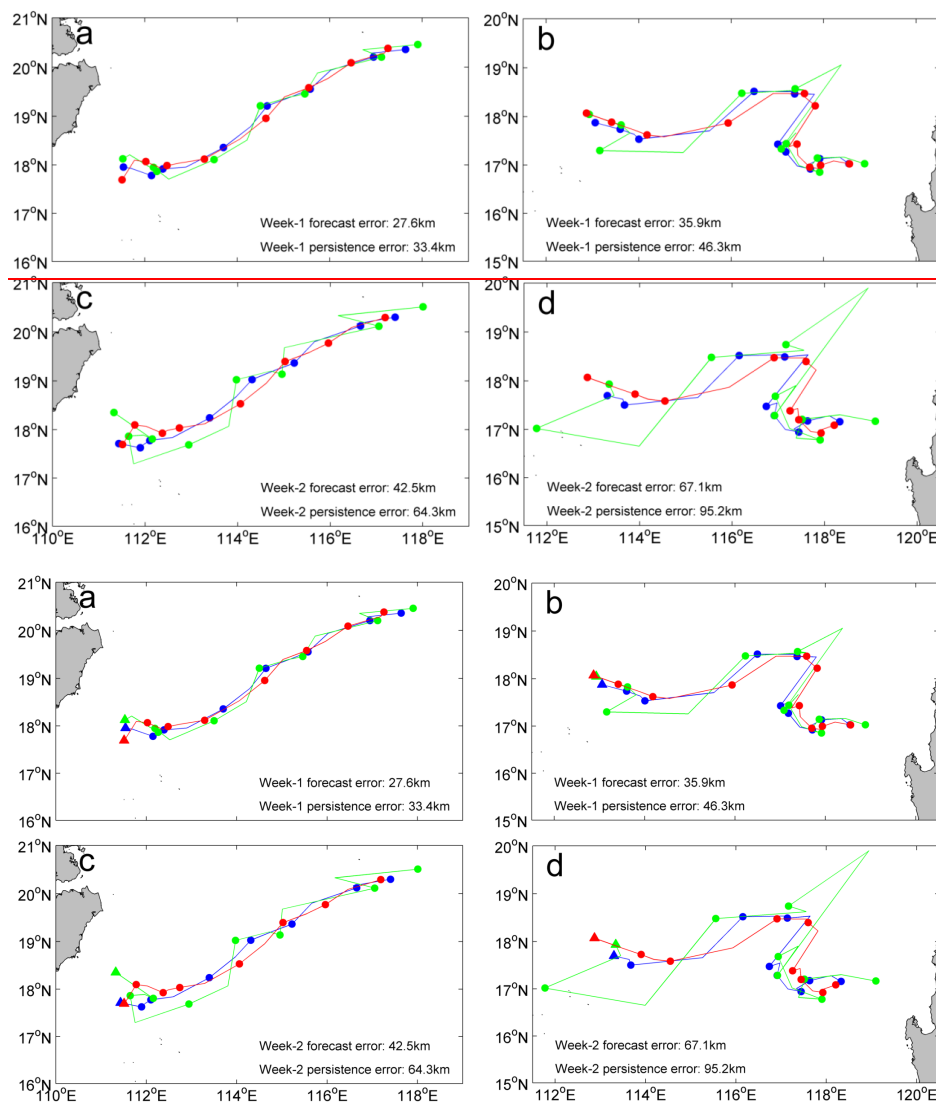 21°N a
20°N
19°N
18°N
17°N
16°N
Week-1 forecast error: 27.6km
Week-1 persistence error: 33.4km
20°N b
19°N
18°N
17°N
16°N
15°N
Week-1 forecast error: 35.9km
Week-1 persistence error: 46.3km
21°N c
20°N
19°N
18°N
17°N
16°N
Week-2 forecast error: 42.5km
Week-2 persistence error: 64.3km
110°E 112°E 114°E 116°E 118°E
20°N d
19°N
18°N
17°N
16°N
15°N
Week-2 forecast error: 67.1km
Week-2 persistence error: 95.2km
112°E 114°E 116°E 118°E 120°E
21°N a
20°N
19°N
18°N
17°N
16°N
Week-1 forecast error: 27.6km
Week-1 persistence error: 33.4km
20°N b
19°N
18°N
17°N
16°N
15°N
Week-1 forecast error: 35.9km
Week-1 persistence error: 46.3km
21°N c
20°N
19°N
18°N
17°N
16°N
Week-2 forecast error: 42.5km
Week-2 persistence error: 64.3km
110°E 112°E 114°E 116°E 118°E
20°N d
19°N
18°N
17°N
16°N
15°N
Week-2 forecast error: 67.1km
Week-2 persistence error: 95.2km
112°E 114°E 116°E 118°E 120°E